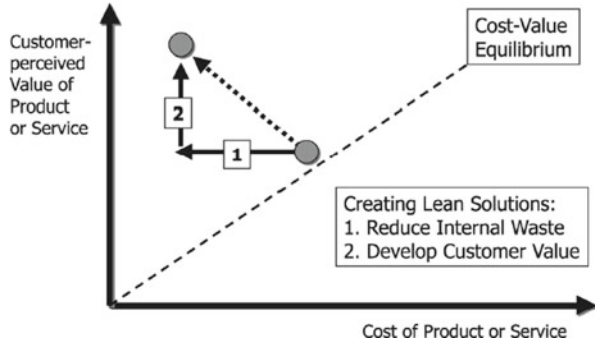 Customer-
perceived
Value of
Product
or Service
Cost-Value
Equilibrium
2
1
Creating Lean Solutions:
1. Reduce Internal Waste
2. Develop Customer Value
Cost of Product or Service